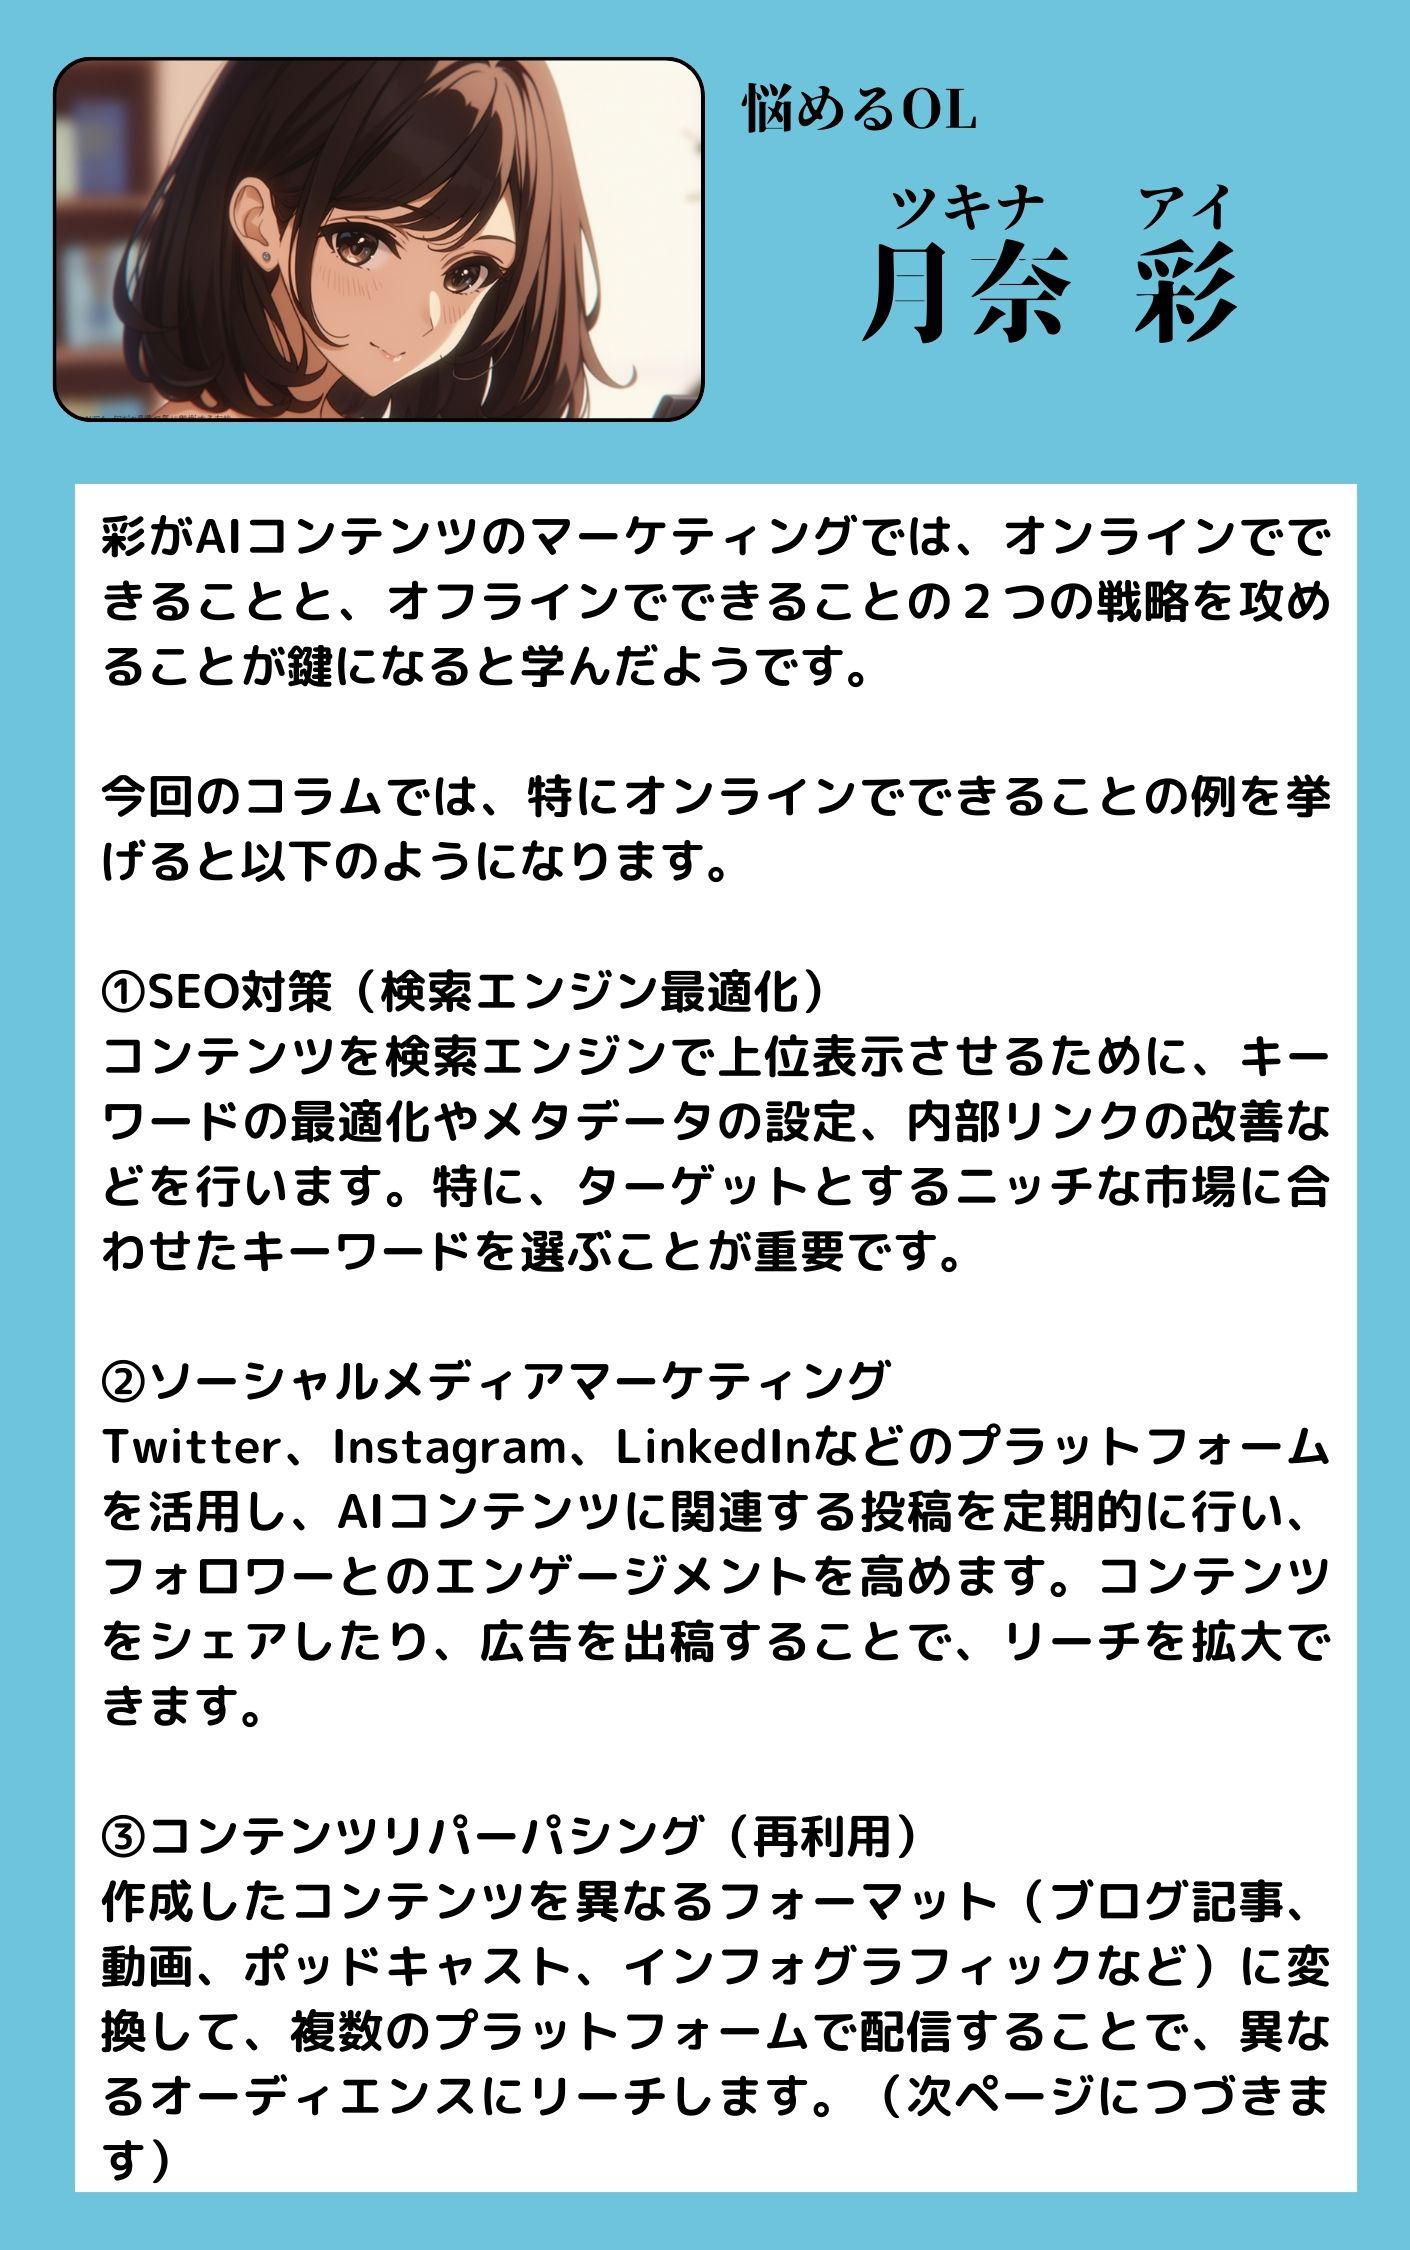 悩めるOL
ツキナ アイ
月奈 彩
彩がAIコンテンツのマーケティングでは、オンラインでで
きることと、オフラインでできることの２つの戦略を攻め
ることが鍵になると学んだようです。
今回のコラムでは、特にオンラインでできることの例を挙
げると以下のようになります。
①SEO対策（検索エンジン最適化）
コンテンツを検索エンジンで上位表示させるために、キー
ワードの最適化やメタデータの設定、内部リンクの改善な
どを行います。特に、ターゲットとするニッチな市場に合
わせたキーワードを選ぶことが重要です。
②ソーシャルメディアマーケティング
Twitter、Instagram、LinkedInなどのプラットフォーム
を活用し、AIコンテンツに関連する投稿を定期的に行い、
フォロワーとのエンゲージメントを高めます。コンテンツ
をシェアしたり、広告を出稿することで、リーチを拡大で
きます。
③コンテンツリパーパシング（再利用）
作成したコンテンツを異なるフォーマット（ブログ記事、
動画、ポッドキャスト、インフォグラフィックなど）に変
換して、複数のプラットフォームで配信することで、異な
るオーディエンスにリーチします。（次ページにつづきま
す）